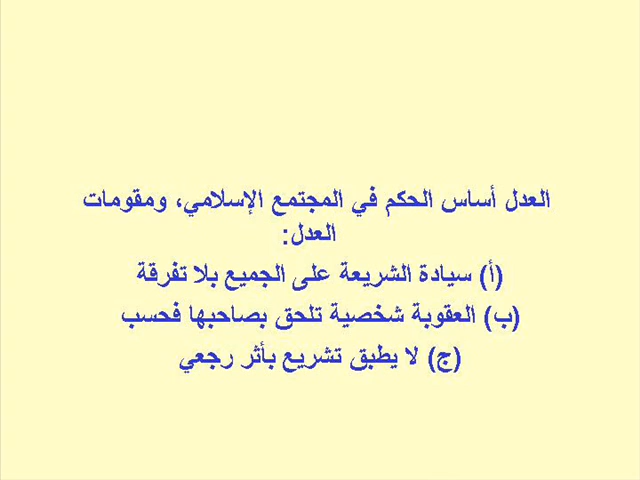 العدل أساس الحكم في المجتمع الإسلامي، ومقومات
العدل:
(أ) سيادة الشريعة على الجميع بلا تفرقة
(ب) العقوبة شخصية تلحق بصاحبها فحسب
(ج) لا يطبق تشريع بأثر رجعي